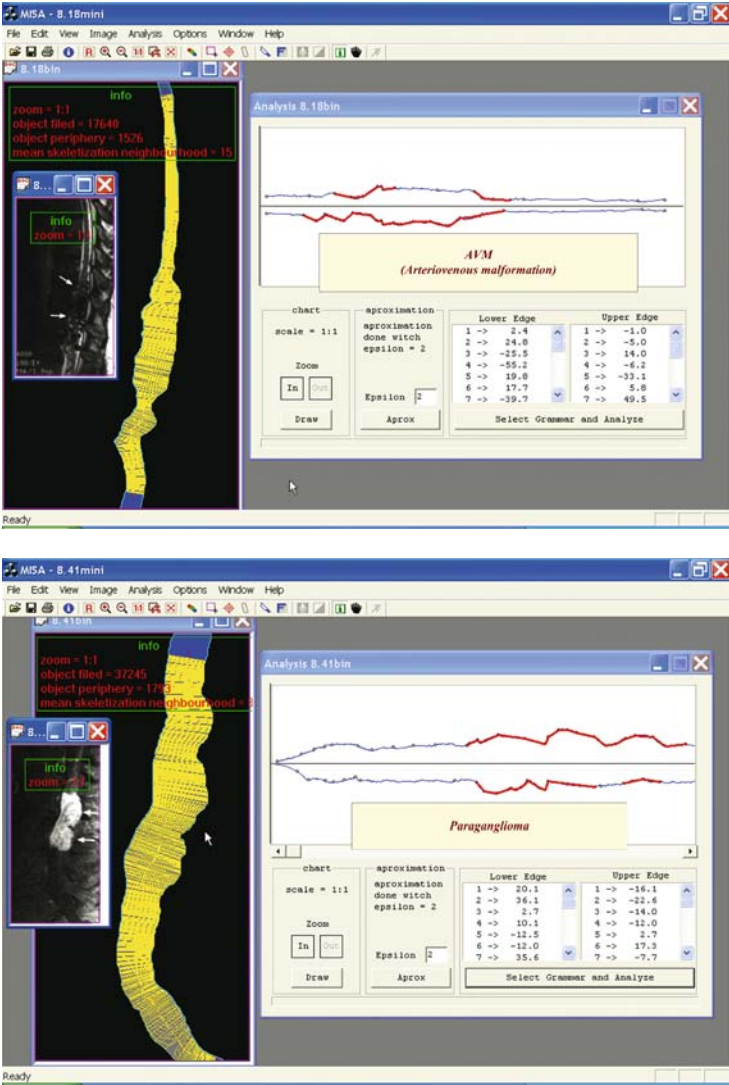 MISA - 8.18mini
File Edit View Image Analysis Options Window Help
8.18bin
info
zoom = 1:1
object filed = 17640
object periphery = 1526
mean skeletization neighbourhood = 15
8...
info
zoom =
Analysis 8.18bin
AVM
(Arteriovenous malformation)
chart
scale = 1:1
Zoom
In Out
Draw
aproximation
aproximation
done witch
epsilon = 2
Epsilon 2
Aprox
Lower Edge
1 -> 2.4
2 -> 24.8
3 -> -25.5
4 -> -55.2
5 -> 19.8
6 -> 17.7
7 -> -39.7
Upper Edge
1 -> -1.0
2 -> -5.0
3 -> 14.0
4 -> -6.2
5 -> -33.1
6 -> 5.8
7 -> 49.5
Select Grammar and Analyze
Ready
MISA - 8.41mini
File Edit View Image Analysis Options Window Help
8.41bin
info
zoom = 1:1
object filed = 37245
object periphery = 1793
mean skeletization neighbourhood =
8...
info
zoom =
Analysis 8.41bin
Paraganglioma
chart
scale = 1:1
Zoom
In Out
Draw
aproximation
aproximation
done witch
epsilon = 2
Epsilon 2
Aprox
Lower Edge
1 -> 20.1
2 -> 36.1
3 -> 2.7
4 -> 10.1
5 -> -12.5
6 -> -12.0
7 -> 35.6
Upper Edge
1 -> -16.1
2 -> -22.6
3 -> -14.0
4 -> -12.0
5 -> 2.7
6 -> 17.3
7 -> -7.7
Select Grammar and Analyze
Ready